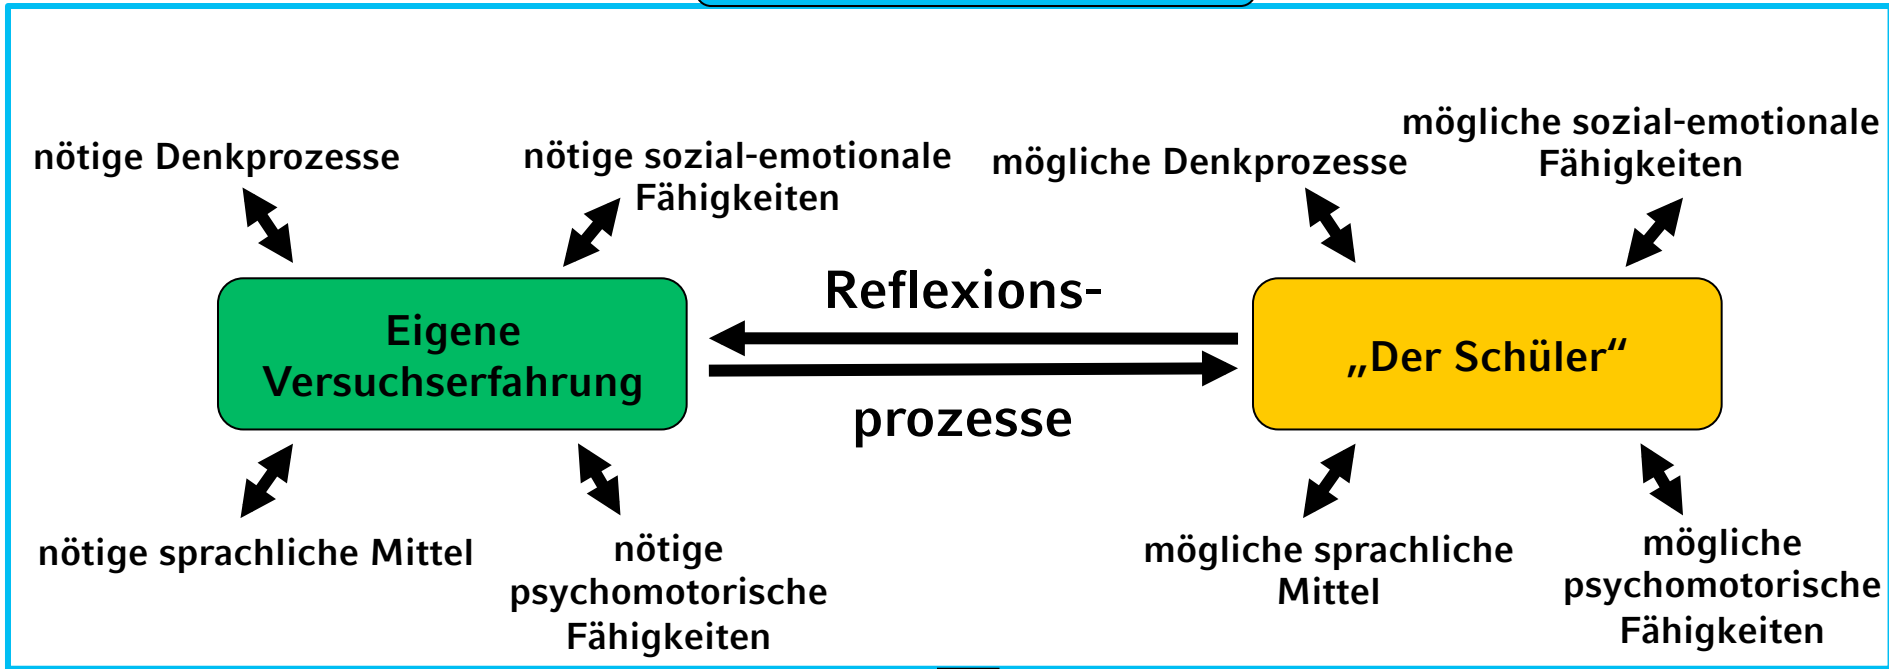 nötige Denkprozesse
nötige sozial-emotionale
Fähigkeiten
mögliche Denkprozesse
mögliche sozial-emotionale
Fähigkeiten
Eigene
Versuchserfahrung
Reflexions-
prozesse
„Der Schüler“
nötige sprachliche Mittel
nötige
psychomotorische
Fähigkeiten
mögliche sprachliche
Mittel
mögliche
psychomotorische
Fähigkeiten